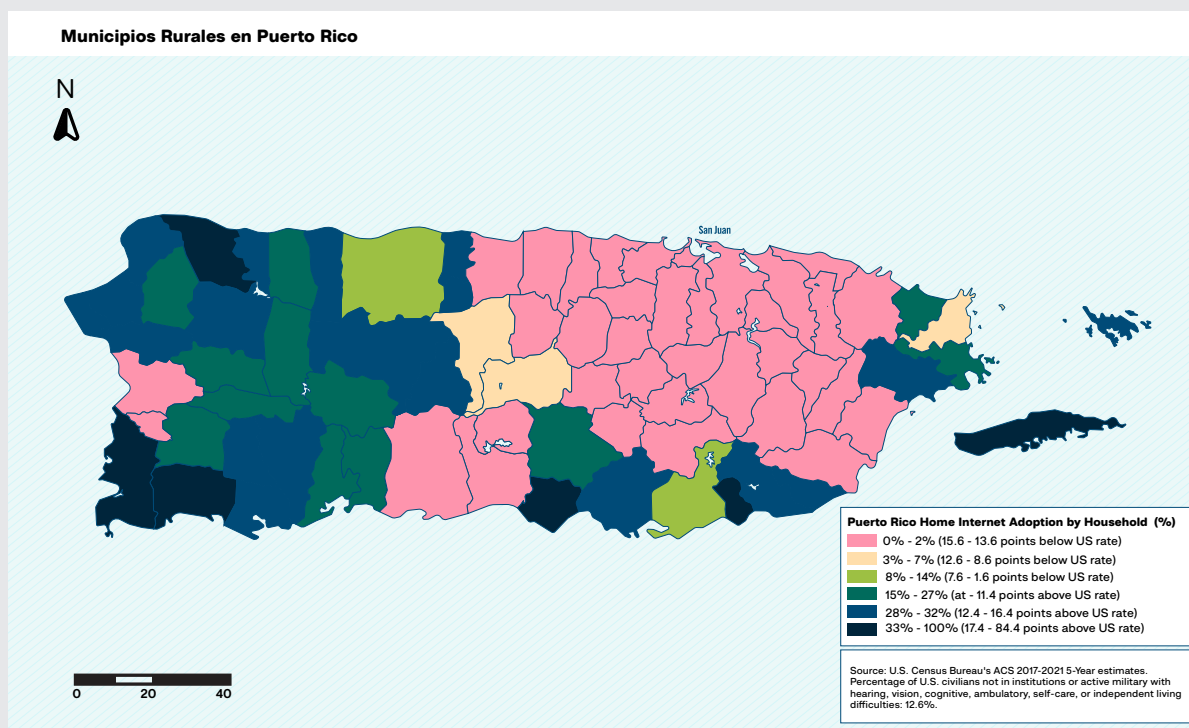 Municipios Rurales en Puerto Rico
N
San Juan
Puerto Rico Home Internet Adoption by Household (%)
0% - 2% (15.6 - 13.6 points below US rate)
3% - 7% (12.6 - 8.6 points below US rate)
8% - 14% (7.6 - 1.6 points below US rate)
15% - 27% (at - 11.4 points above US rate)
28% - 32% (12.4 - 16.4 points above US rate)
33% - 100% (17.4 - 84.4 points above US rate)
Source: U.S. Census Bureau's ACS 2017-2021 5-Year estimates.
Percentage of U.S. civilians not in institutions or active military with
hearing, vision, cognitive, ambulatory, self-care, or independent living
difficulties: 12.6%.
0 20 40